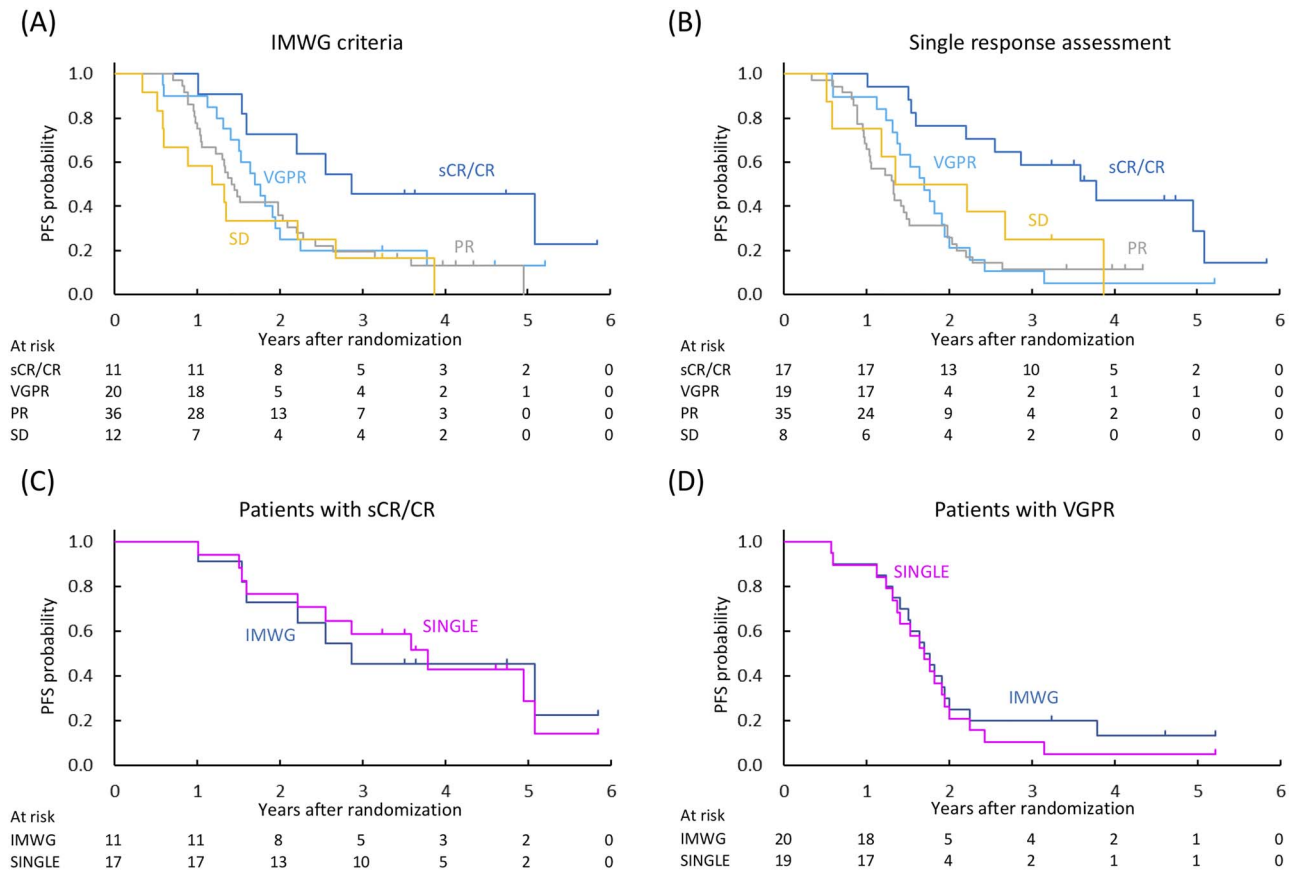 (A)
IMWG criteria
PFS probability
1.0
0.8
0.6
0.4
0.2
0.0
sCR/CR
VGPR
SD
PR
0 1 2 3 4 5 6
Years after randomization
At risk
sCR/CR 11 11 8 5 3 2 0
VGPR 20 18 5 4 2 1 0
PR 36 28 13 7 3 0 0
SD 12 7 4 4 2 0 0
(B)
Single response assessment
PFS probability
1.0
0.8
0.6
0.4
0.2
0.0
VGPR
sCR/CR
SD
PR
0 1 2 3 4 5 6
Years after randomization
At risk
sCR/CR 17 17 13 10 5 2 0
VGPR 19 17 4 2 1 1 0
PR 35 24 9 4 2 0 0
SD 8 6 4 2 0 0 0
(C)
Patients with sCR/CR
PFS probability
1.0
0.8
0.6
0.4
0.2
0.0
IMWG
SINGLE
0 1 2 3 4 5 6
Years after randomization
At risk
IMWG 11 11 8 5 3 2 0
SINGLE 17 17 13 10 5 2 0
(D)
Patients with VGPR
PFS probability
1.0
0.8
0.6
0.4
0.2
0.0
SINGLE
IMWG
0 1 2 3 4 5 6
Years after randomization
At risk
IMWG 20 18 5 4 2 1 0
SINGLE 19 17 4 2 1 1 0